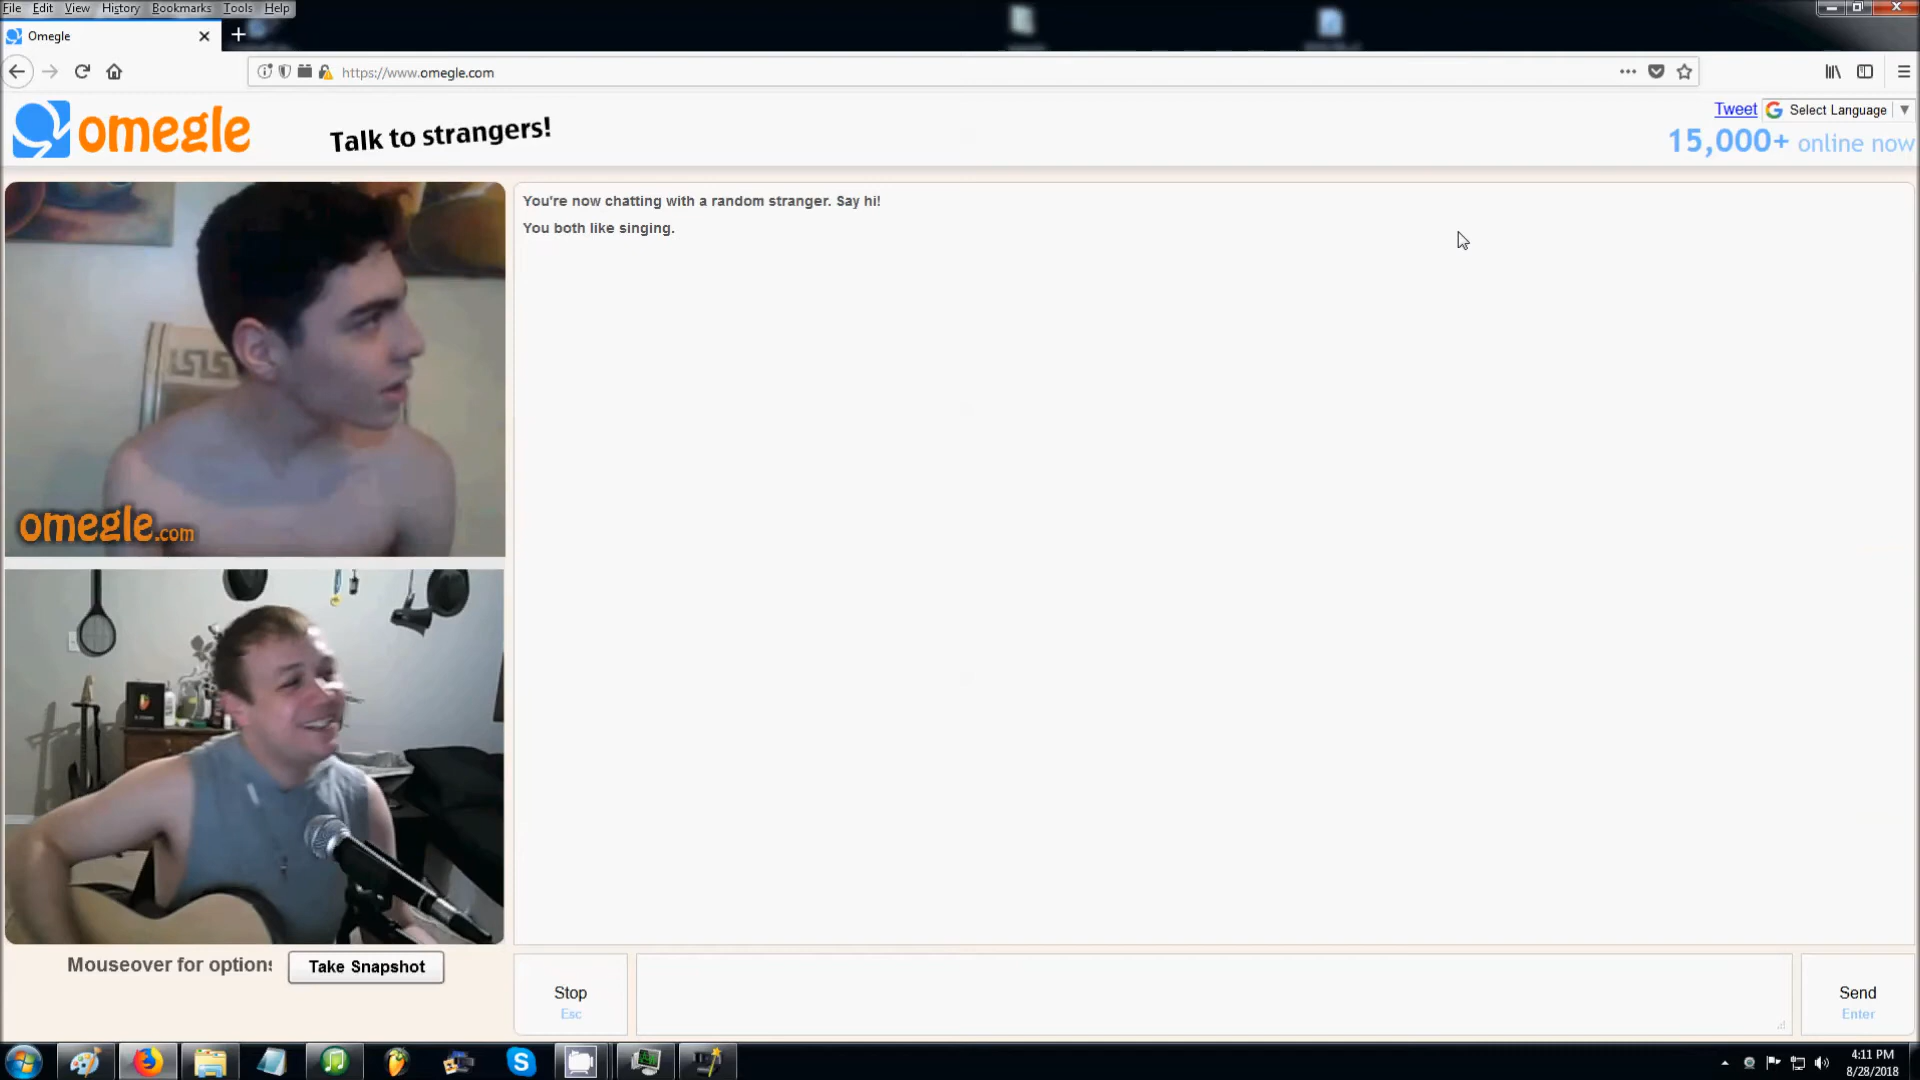 File Edit View History Bookmarks Tools Help
Omegle
https://www.omegle.com
omegle
Talk to strangers!
Tweet
Select Language
15,000+ online now
You're now chatting with a random stranger. Say hi!
You both like singing.
omegle.com
Mouseover for options
Take Snapshot
Stop
Esc
Send
Enter
4:11 PM
8/28/2018